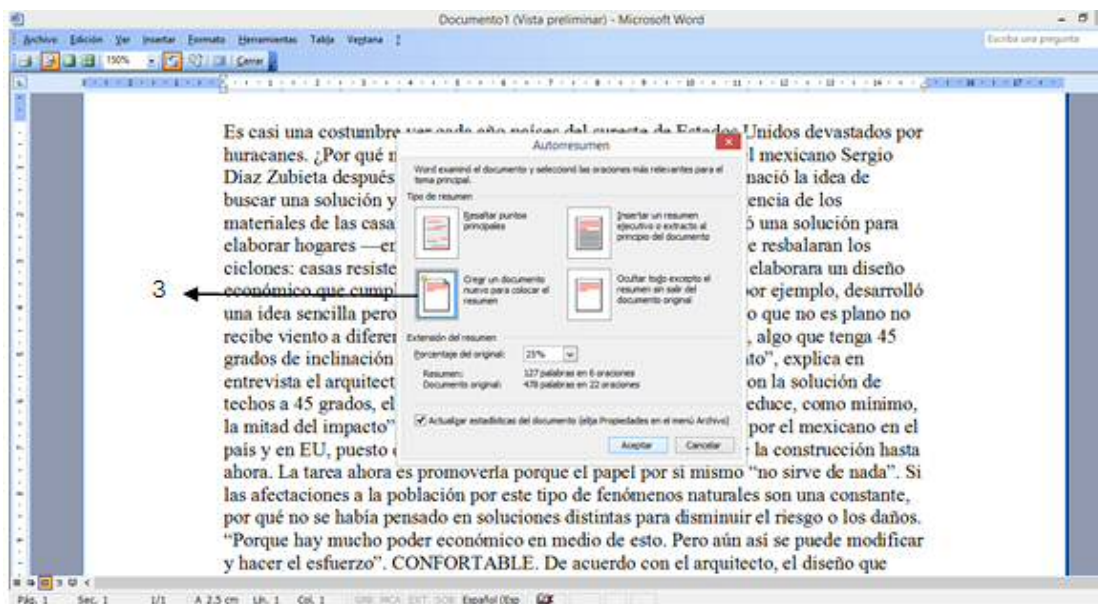 Documento1 (Vista preliminar) - Microsoft Word
Archivo Edición Ver Insertar Formato Herramientas Tabla Ventana ?
Escriba una pregunta
150% Cerrar
Es casi una costumbre ver cada año países del sureste de Estados Unidos devastados por
huracanes. ¿Por qué l mexicano Sergio
Diaz Zubieta después nació la idea de
buscar una solución y encia de los
materiales de las casa ó una solución para
elaborar hogares —er e resbalaran los
ciclones: casas resiste elaborara un diseño
económico que cumpl por ejemplo, desarrolló
una idea sencilla pero o que no es plano no
recibe viento a diferen , algo que tenga 45
grados de inclinación to”, explica en
entrevista el arquitect on la solución de
techos a 45 grados, el educe, como mínimo,
la mitad del impacto” por el mexicano en el
país y en EU, puesto la construcción hasta
ahora. La tarea ahora es promoverla porque el papel por si mismo “no sirve de nada”. Si
las afectaciones a la población por este tipo de fenómenos naturales son una constante,
por qué no se había pensado en soluciones distintas para disminuir el riesgo o los daños.
“Porque hay mucho poder económico en medio de esto. Pero aún así se puede modificar
y hacer el esfuerzo”. CONFORTABLE. De acuerdo con el arquitecto, el diseño que
Autorresumen
Word examinó el documento y seleccionó las oraciones más relevantes para el
tema principal.
Tipo de resumen
Resaltar puntos
principales
Insertar un resumen
ejecutivo o extracto al
principio del documento
Crear un documento
nuevo para colocar el
resumen
Ocultar todo excepto el
resumen sin salir del
documento original
Extensión del resumen
Porcentaje del original: 25%
Resumen: 127 palabras en 6 oraciones
Documento original: 478 palabras en 22 oraciones
Actualizar estadísticas del documento (elija Propiedades en el menú Archivo)
Aceptar Cancelar
3
Pág. 1 Sec. 1 1/1 A 2,5 cm Lín. 1 Col. 1 GRB MCA EXT SOB Español (Esp